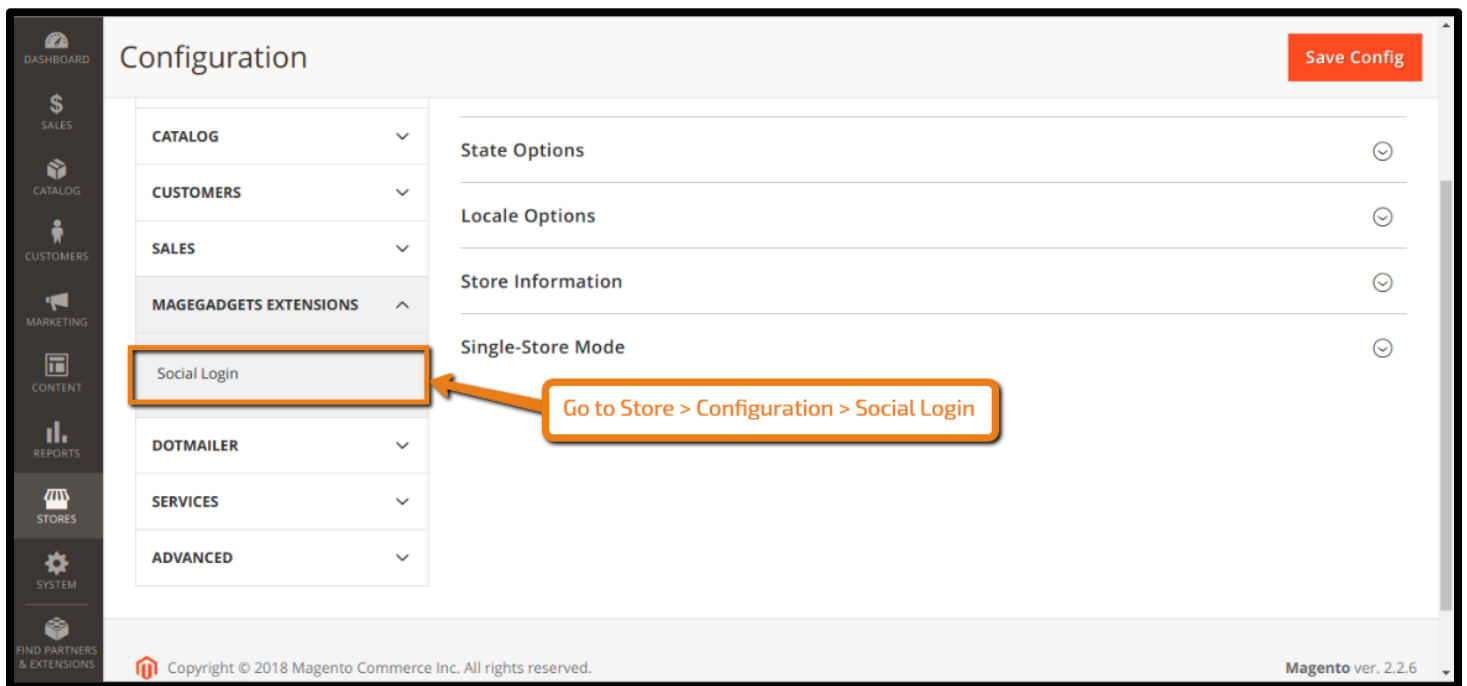 DASHBOARD
SALES
CATALOG
CUSTOMERS
MARKETING
CONTENT
REPORTS
STORES
SYSTEM
FIND PARTNERS
& EXTENSIONS
Configuration
Save Config
CATALOG
CUSTOMERS
SALES
MAGEGADGETS EXTENSIONS
Social Login
DOTMAILER
SERVICES
ADVANCED
State Options
Locale Options
Store Information
Single-Store Mode
Go to Store > Configuration > Social Login
Copyright © 2018 Magento Commerce Inc. All rights reserved.
Magento ver. 2.2.6